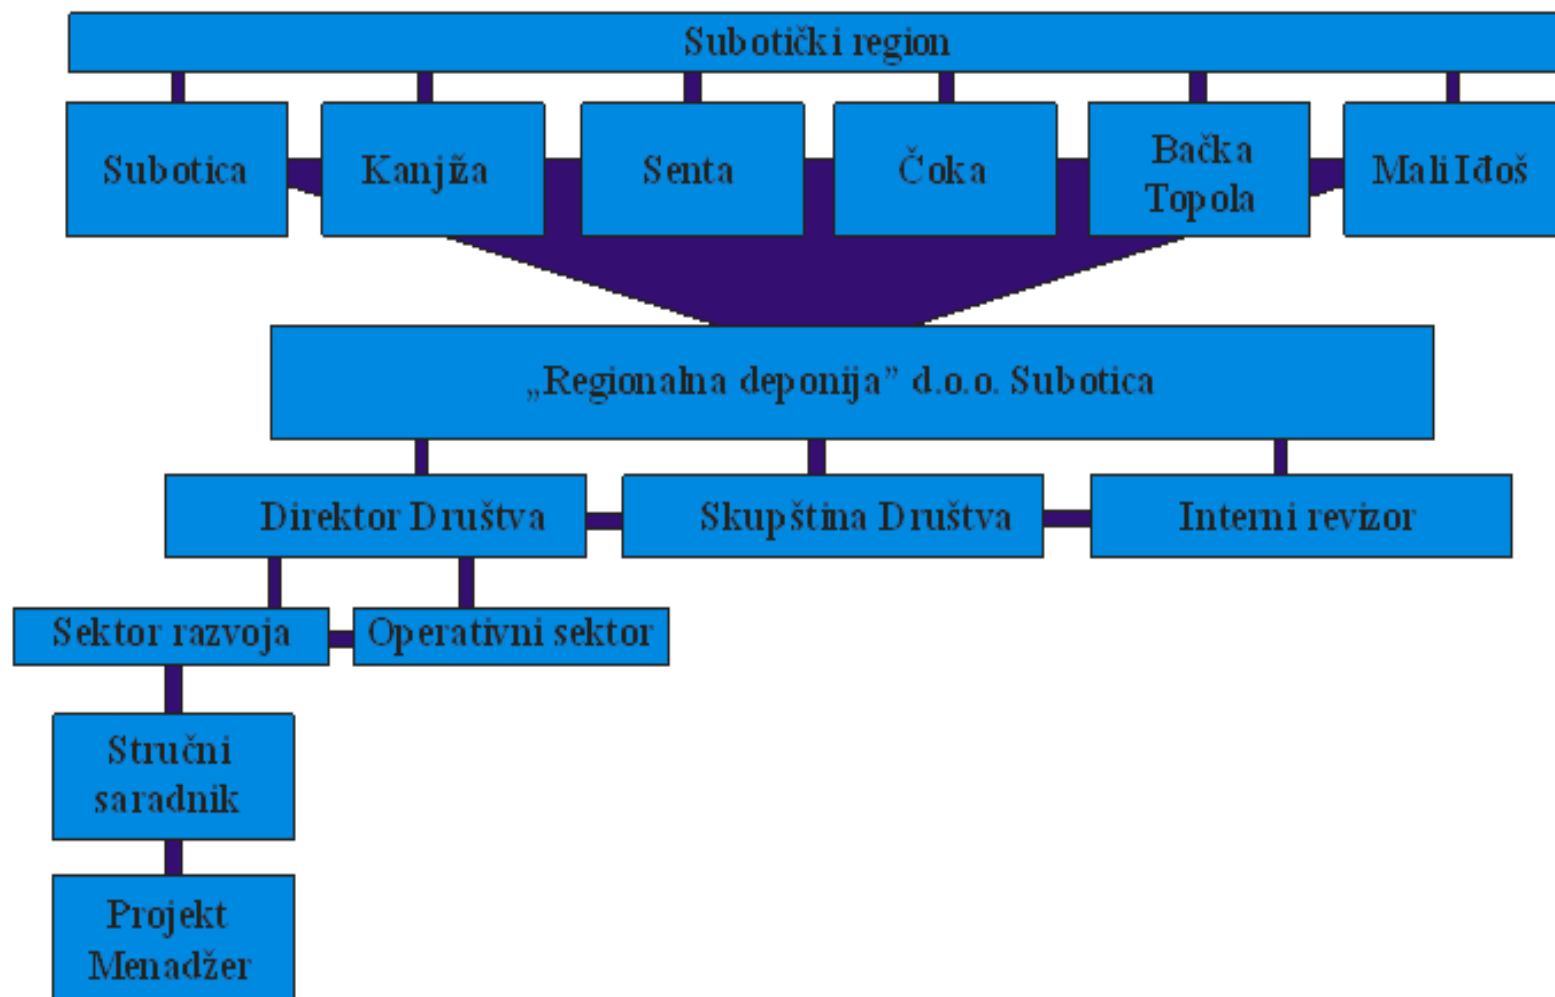 Subotički region
Subotica
Kanjiža
Senta
Čoka
Bačka
Topola
Mali Iđoš
„Regionalna deponija” d.o.o. Subotica
Direktor Društva
Skupština Društva
Interni revizor
Sektor razvoja
Operativni sektor
Stručni
saradnik
Projekt
Menadžer